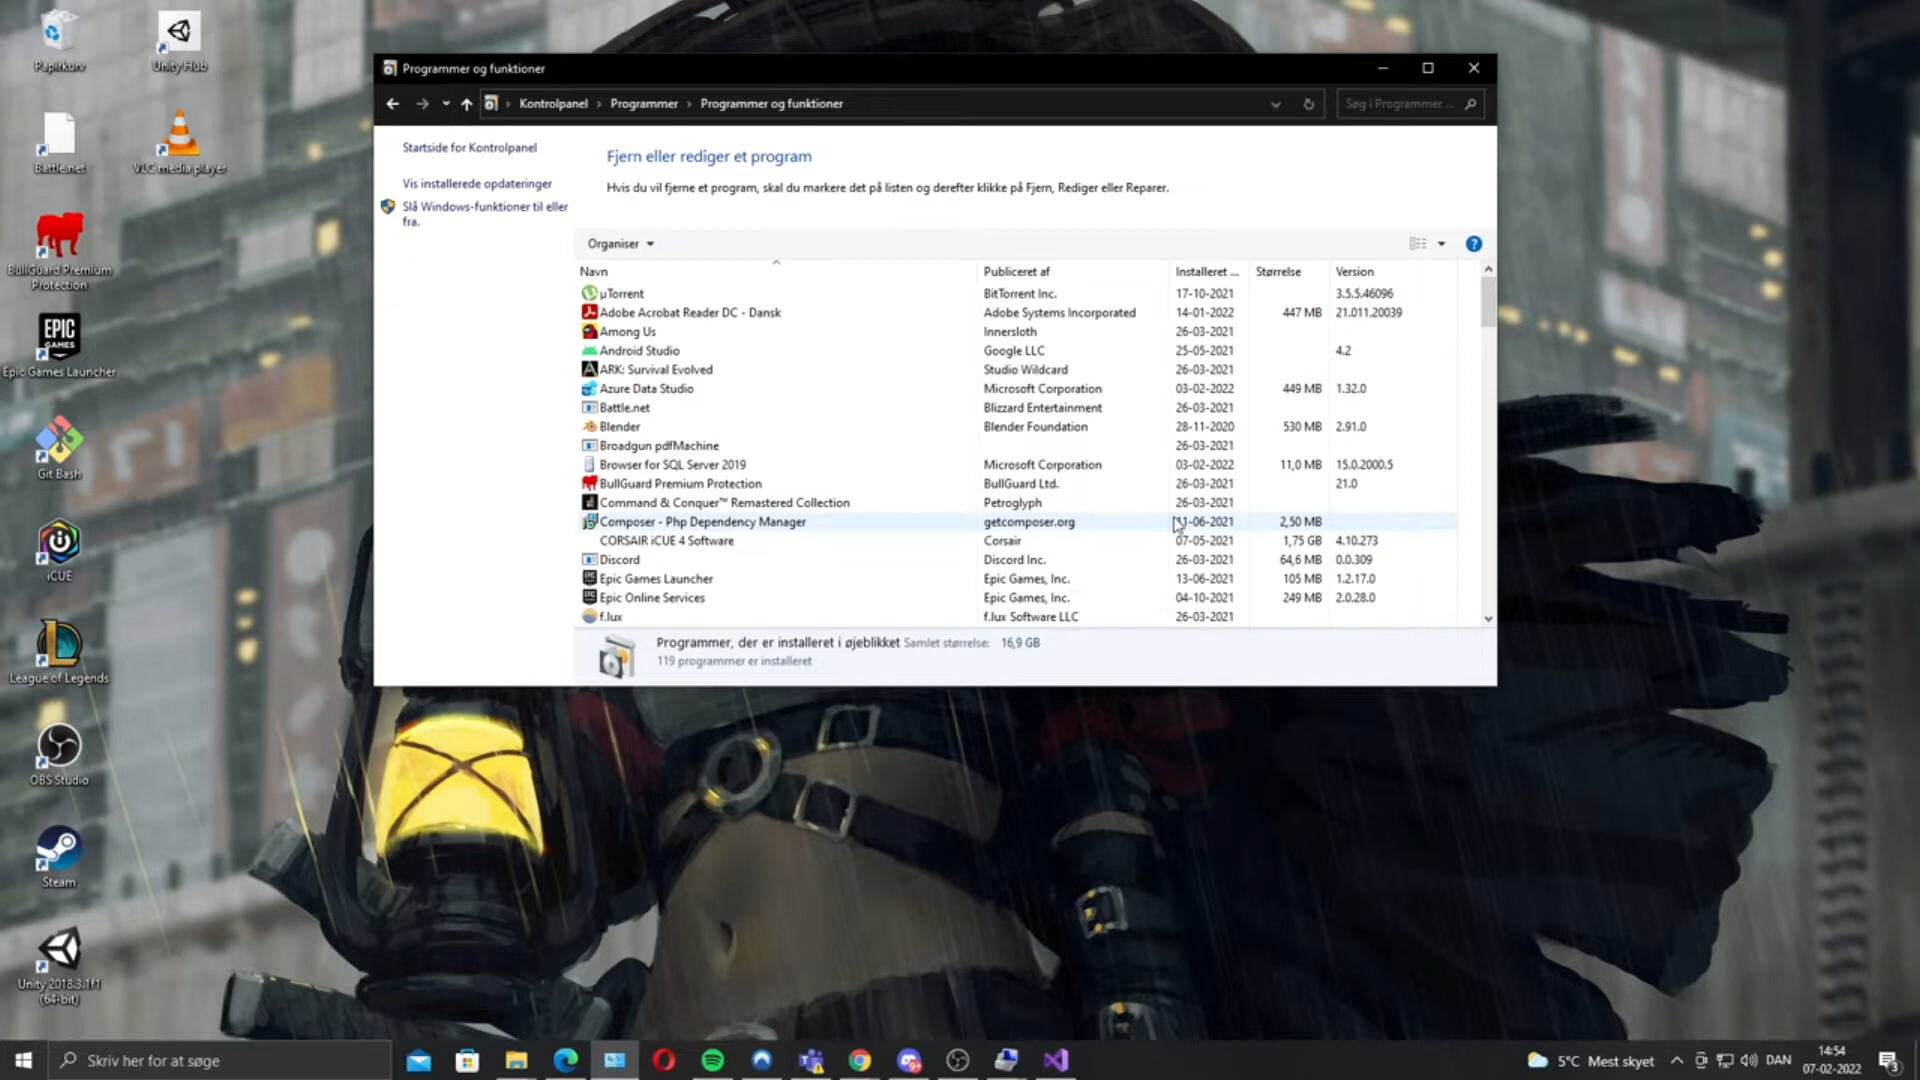 Papirkurv
Unity Hub
Battle.net
VLC media player
BullGuard Premium
Protection
EPIC
GAMES
Epic Games Launcher
Git Bash
iCUE
League of Legends
OBS Studio
Steam
Unity 2018.3.1f1
(64-bit)
Programmer og funktioner
Kontrolpanel › Programmer › Programmer og funktioner
Søg i Programmer ...
Startside for Kontrolpanel
Vis installerede opdateringer
Slå Windows-funktioner til eller
fra.
Fjern eller rediger et program
Hvis du vil fjerne et program, skal du markere det på listen og derefter klikke på Fjern, Rediger eller Reparer.
Organiser
Navn Publiceret af Installeret ... Størrelse Version
µTorrent BitTorrent Inc. 17-10-2021 3.5.5.46096
Adobe Acrobat Reader DC - Dansk Adobe Systems Incorporated 14-01-2022 447 MB 21.011.20039
Among Us Innersloth 26-03-2021
Android Studio Google LLC 25-05-2021 4.2
ARK: Survival Evolved Studio Wildcard 26-03-2021
Azure Data Studio Microsoft Corporation 03-02-2022 449 MB 1.32.0
Battle.net Blizzard Entertainment 26-03-2021
Blender Blender Foundation 28-11-2020 530 MB 2.91.0
Broadgun pdfMachine 26-03-2021
Browser for SQL Server 2019 Microsoft Corporation 03-02-2022 11,0 MB 15.0.2000.5
BullGuard Premium Protection BullGuard Ltd. 26-03-2021 21.0
Command & Conquer™ Remastered Collection Petroglyph 26-03-2021
Composer - Php Dependency Manager getcomposer.org 11-06-2021 2,50 MB
CORSAIR iCUE 4 Software Corsair 07-05-2021 1,75 GB 4.10.273
Discord Discord Inc. 26-03-2021 64,6 MB 0.0.309
Epic Games Launcher Epic Games, Inc. 13-06-2021 105 MB 1.2.17.0
Epic Online Services Epic Games, Inc. 04-10-2021 249 MB 2.0.28.0
f.lux f.lux Software LLC 26-03-2021
Programmer, der er installeret i øjeblikket Samlet størrelse: 16,9 GB
119 programmer er installeret
Skriv her for at søge
5°C Mest skyet
DAN
14:54
07-02-2022
3